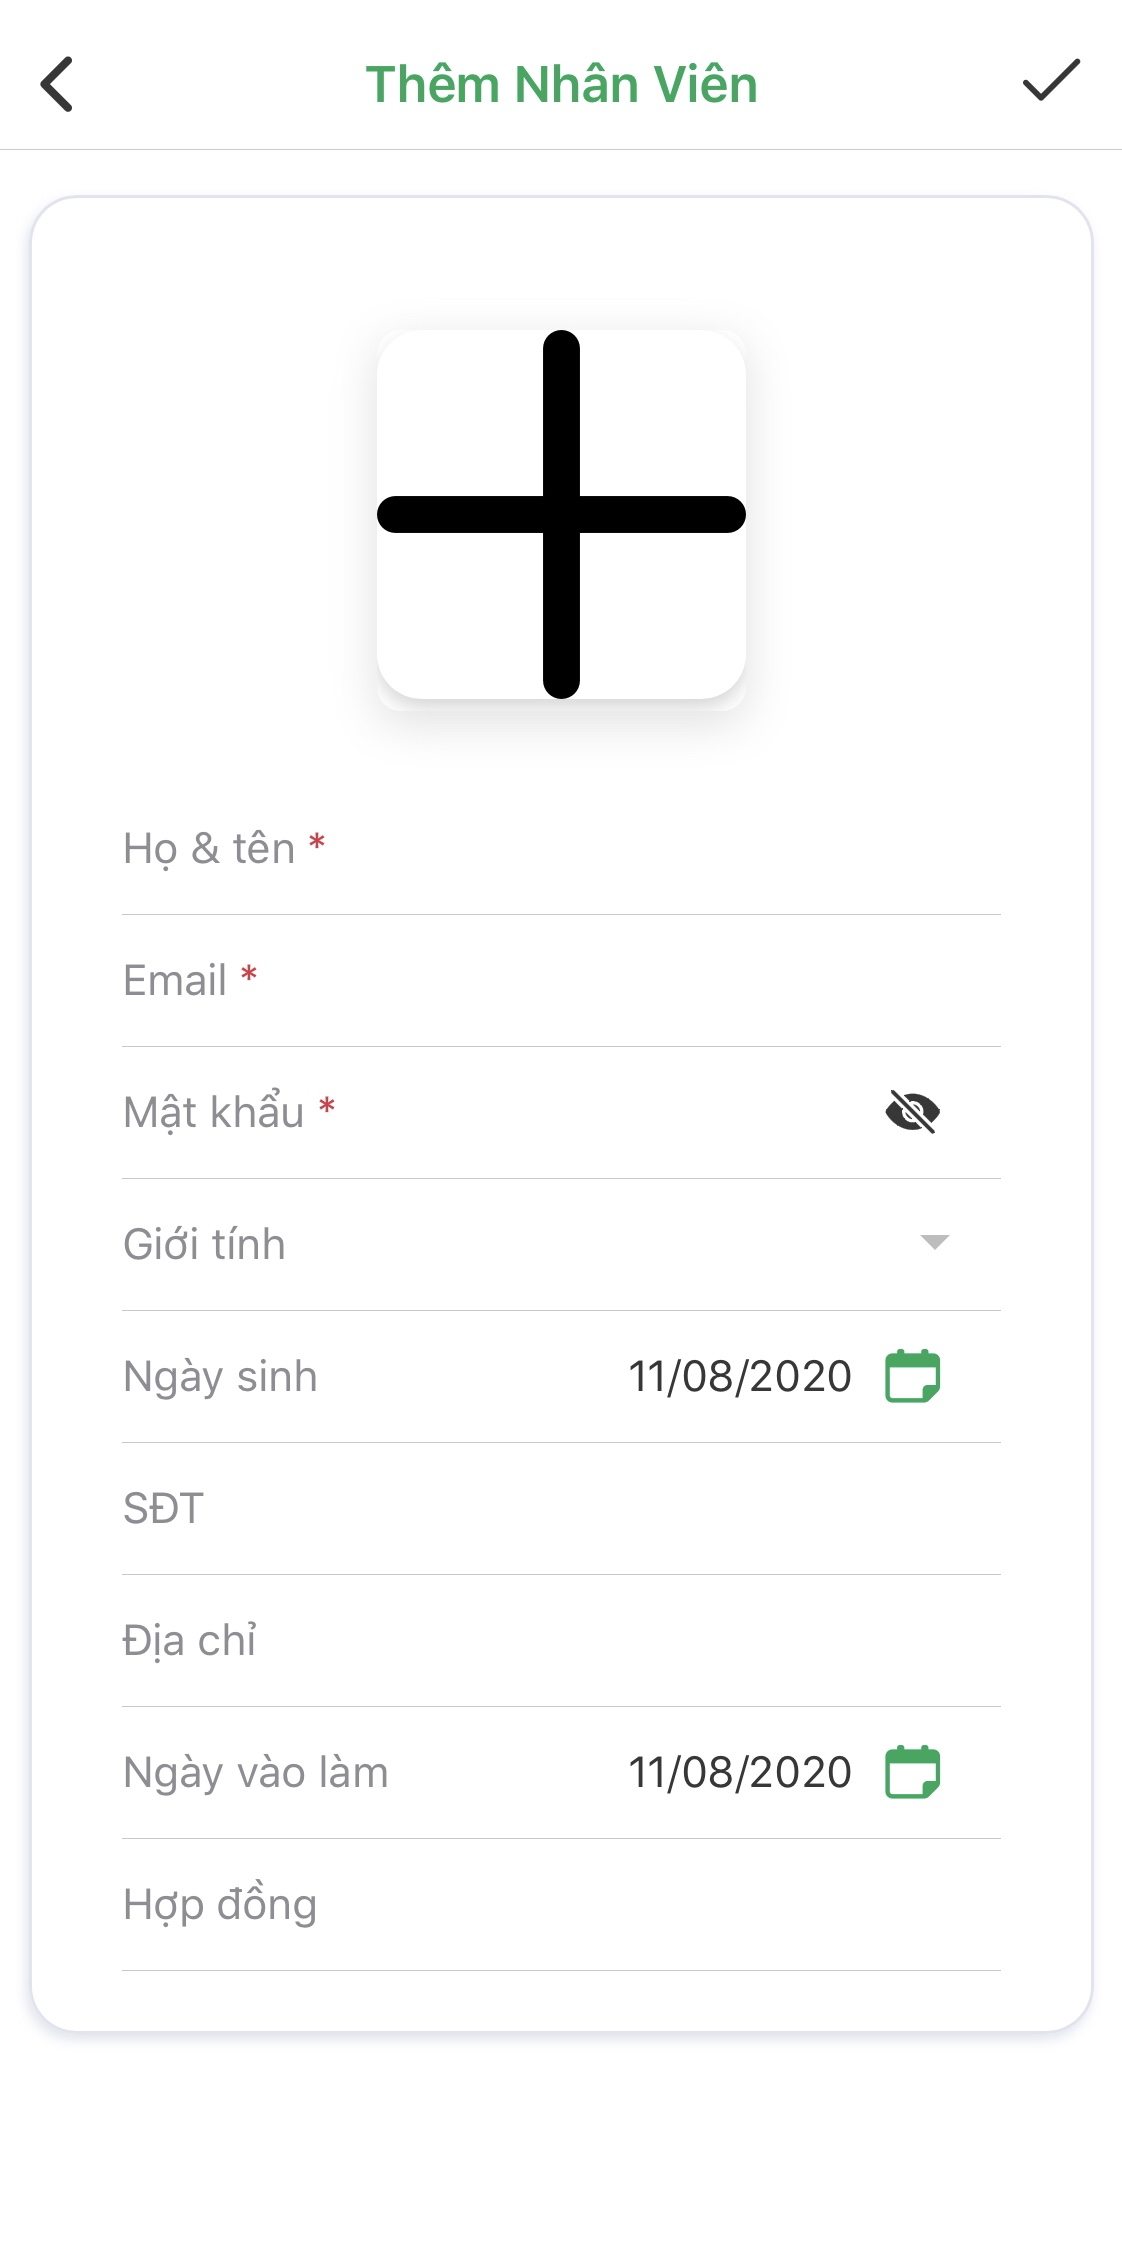 Thêm Nhân Viên
Họ & tên *
Email *
Mật khẩu *
Giới tính
Ngày sinh 11/08/2020
SĐT
Địa chỉ
Ngày vào làm 11/08/2020
Hợp đồng